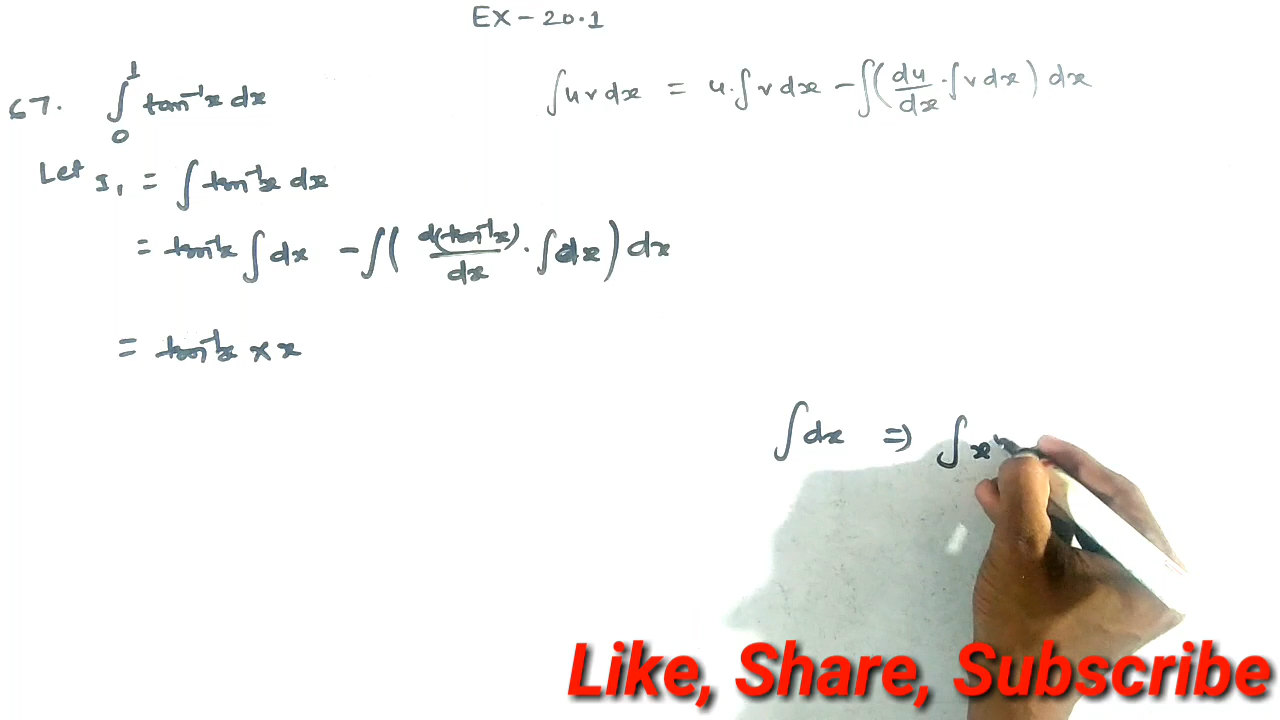 EX - 20.1
67. ∫₀¹ tan⁻¹x dx
∫uv dx = u.∫v dx - ∫(du/dx . ∫v dx) dx
Let I₁ = ∫ tan⁻¹x dx
= tan⁻¹x ∫dx - ∫( d(tan⁻¹x)/dx . ∫dx) dx
= tan⁻¹x × x
∫dx ⇒ ∫x
Like, Share, Subscribe